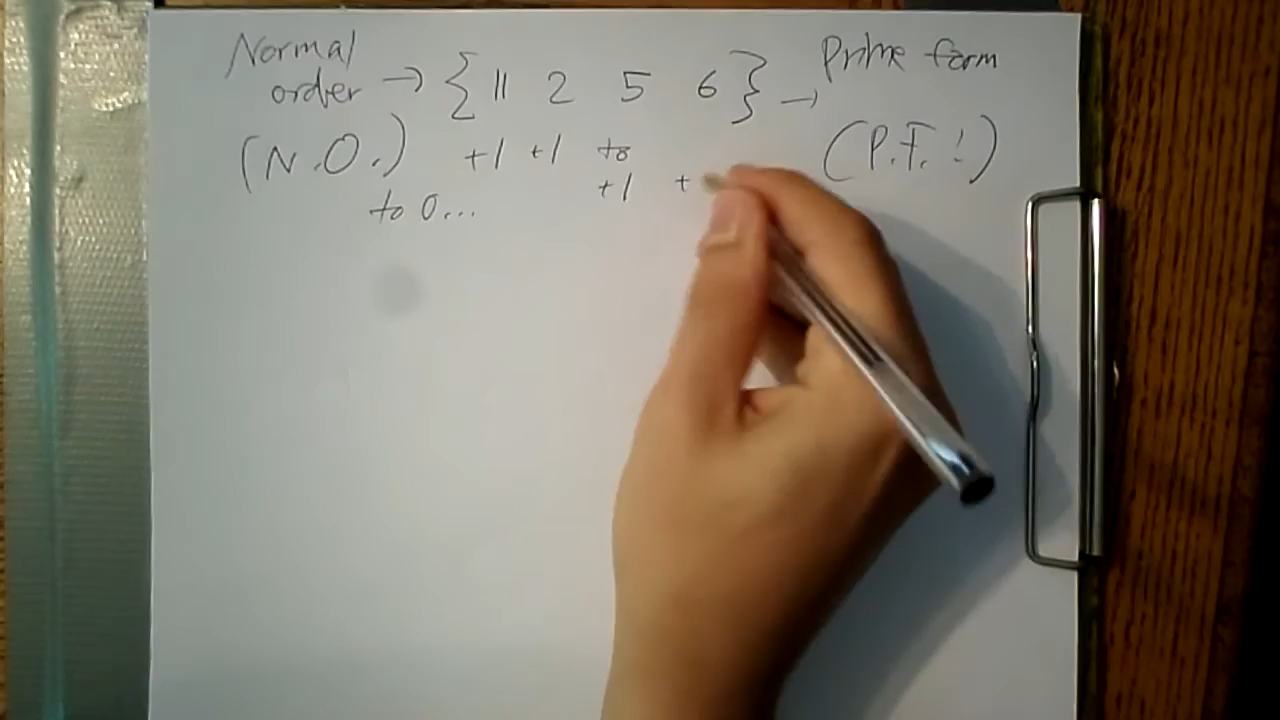 Normal
order → { 11 2 5 6 } →
Prime form
(N.O.)
(P.F.!)
+1 +1 to
+1 +
to 0...